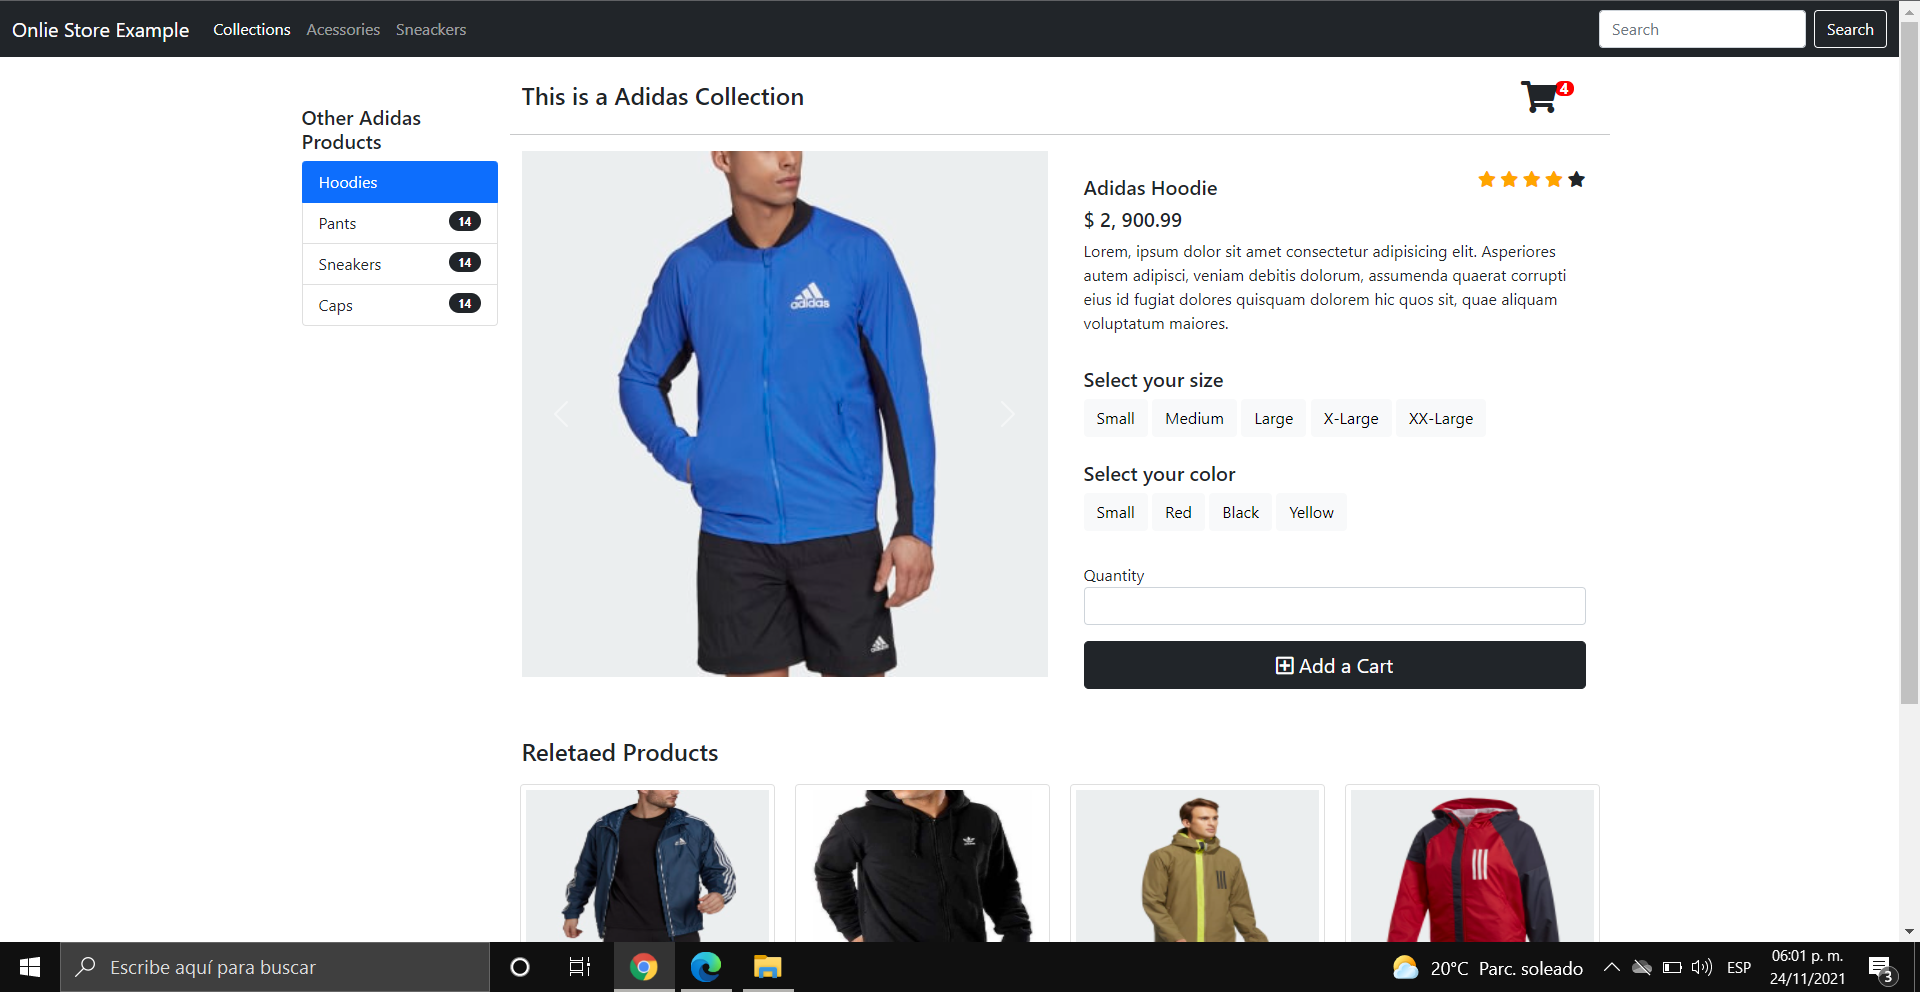 Onlie Store Example Collections Acessories Sneackers Search Search
This is a Adidas Collection 4
Other Adidas
Products
Hoodies
Pants 14
Sneakers 14
Caps 14
adidas
Adidas Hoodie
$ 2, 900.99
Lorem, ipsum dolor sit amet consectetur adipisicing elit. Asperiores
autem adipisci, veniam debitis dolorum, assumenda quaerat corrupti
eius id fugiat dolores quisquam dolorem hic quos sit, quae aliquam
voluptatum maiores.
Select your size
Small Medium Large X-Large XX-Large
Select your color
Small Red Black Yellow
Quantity
Add a Cart
Reletaed Products
Escribe aquí para buscar
20°C Parc. soleado
ESP
06:01 p. m.
24/11/2021
3